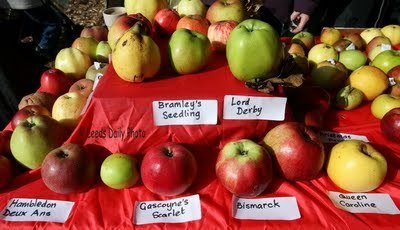 Bramley's
Seedling
Lord
Derby
Leeds Daily Photo
Hambledon
Deux Ans
Gascoyne's
Scarlet
Bismarck
Queen
Caroline